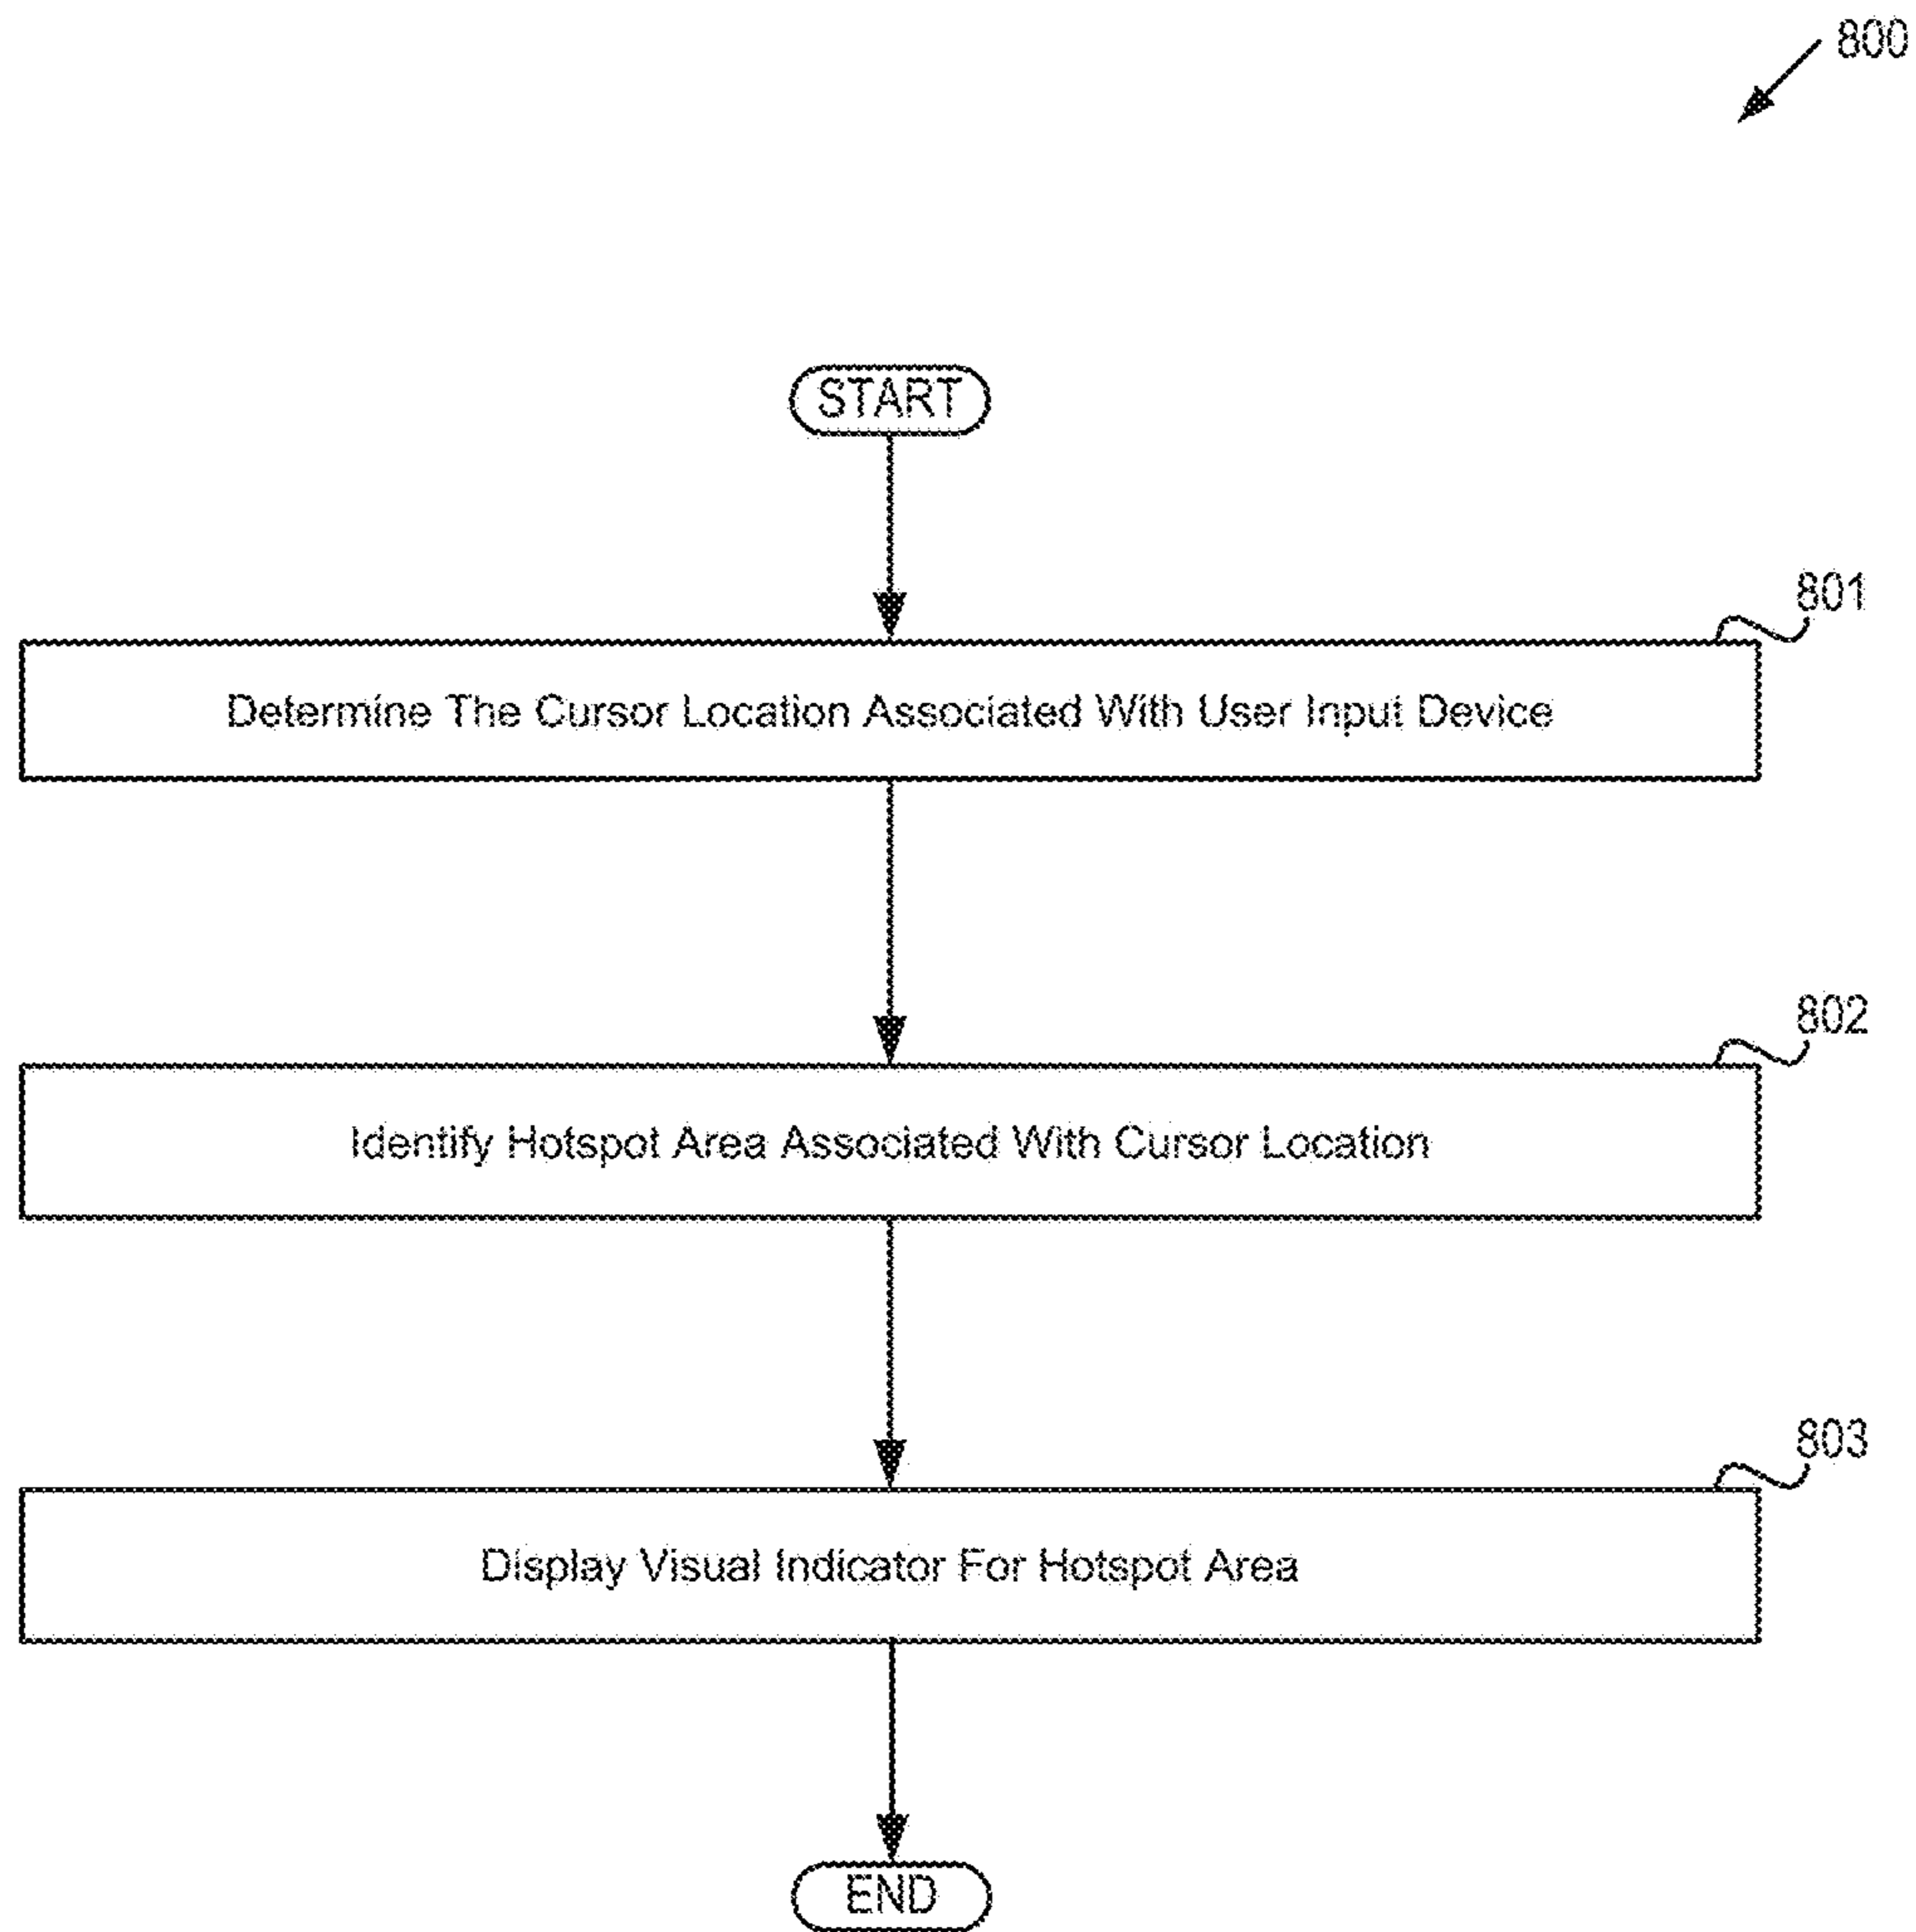 800
START
801
Determine The Cursor Location Associated With User Input Device
802
Identify Hotspot Area Associated With Cursor Location
803
Display Visual Indicator For Hotspot Area
END